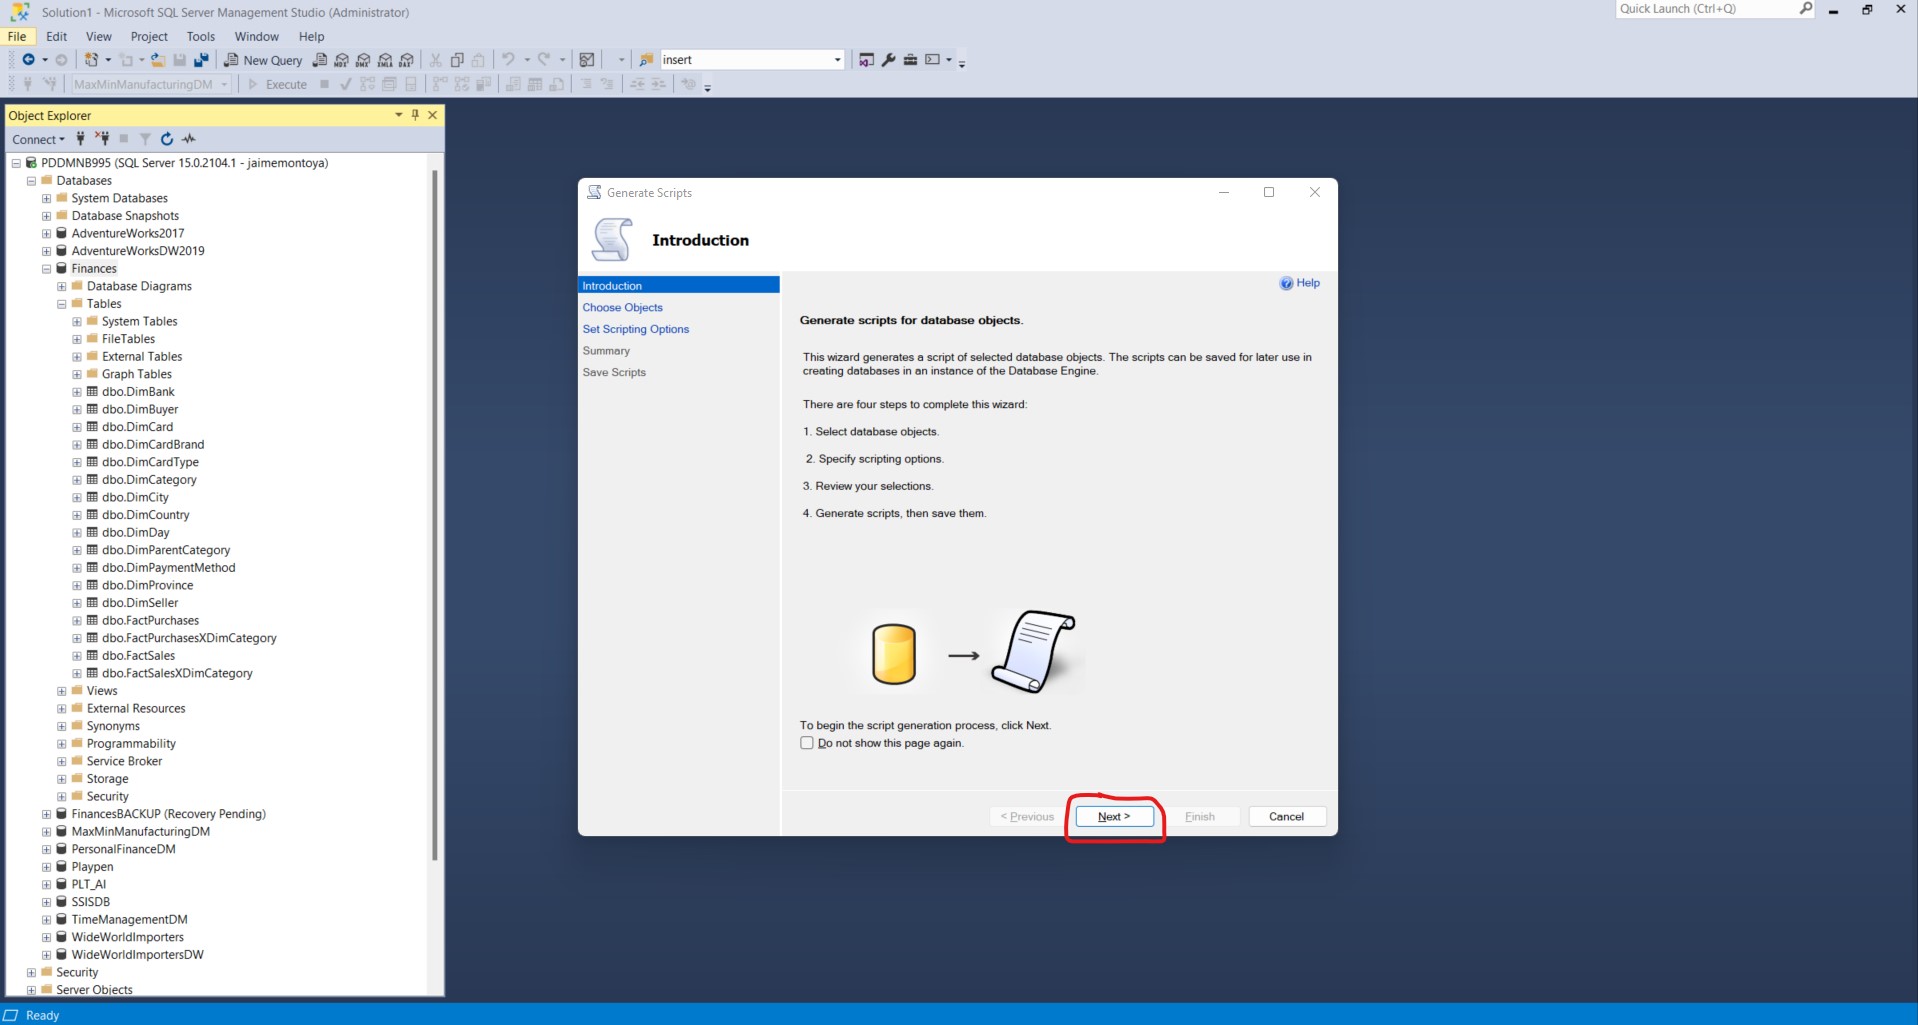 Solution1 - Microsoft SQL Server Management Studio (Administrator)
Quick Launch (Ctrl+Q)
File Edit View Project Tools Window Help
New Query MDX DMX XMLA DAX insert
MaxMinManufacturingDM Execute
Object Explorer
Connect
PDDMNB995 (SQL Server 15.0.2104.1 - jaimemontoya)
Databases
System Databases
Database Snapshots
AdventureWorks2017
AdventureWorksDW2019
Finances
Database Diagrams
Tables
System Tables
FileTables
External Tables
Graph Tables
dbo.DimBank
dbo.DimBuyer
dbo.DimCard
dbo.DimCardBrand
dbo.DimCardType
dbo.DimCategory
dbo.DimCity
dbo.DimCountry
dbo.DimDay
dbo.DimParentCategory
dbo.DimPaymentMethod
dbo.DimProvince
dbo.DimSeller
dbo.FactPurchases
dbo.FactPurchasesXDimCategory
dbo.FactSales
dbo.FactSalesXDimCategory
Views
External Resources
Synonyms
Programmability
Service Broker
Storage
Security
FinancesBACKUP (Recovery Pending)
MaxMinManufacturingDM
PersonalFinanceDM
Playpen
PLT_AI
SSISDB
TimeManagementDM
WideWorldImporters
WideWorldImportersDW
Security
Server Objects
Generate Scripts
Introduction
Introduction
Choose Objects
Set Scripting Options
Summary
Save Scripts
Help
Generate scripts for database objects.
This wizard generates a script of selected database objects. The scripts can be saved for later use in
creating databases in an instance of the Database Engine.
There are four steps to complete this wizard:
1. Select database objects.
2. Specify scripting options.
3. Review your selections.
4. Generate scripts, then save them.
To begin the script generation process, click Next.
Do not show this page again.
< Previous Next > Finish Cancel
Ready